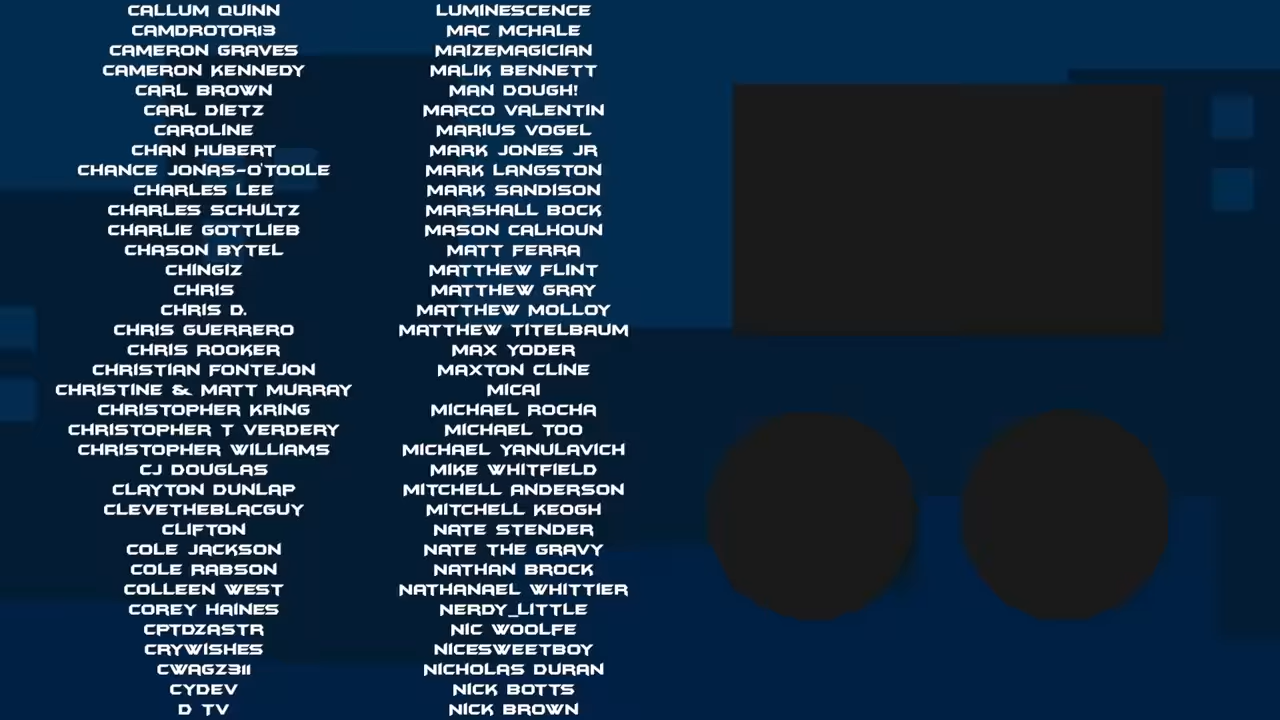 CALLUM QUINN
CAMDROTOR13
CAMERON GRAVES
CAMERON KENNEDY
CARL BROWN
CARL DIETZ
CAROLINE
CHAN HUBERT
CHANCE JONAS-O'TOOLE
CHARLES LEE
CHARLES SCHULTZ
CHARLIE GOTTLIEB
CHASON BYTEL
CHINGIZ
CHRIS
CHRIS D.
CHRIS GUERRERO
CHRIS ROOKER
CHRISTIAN FONTEJON
CHRISTINE & MATT MURRAY
CHRISTOPHER KRING
CHRISTOPHER T VERDERY
CHRISTOPHER WILLIAMS
CJ DOUGLAS
CLAYTON DUNLAP
CLEVETHEBLACGUY
CLIFTON
COLE JACKSON
COLE RABSON
COLLEEN WEST
COREY HAINES
CPTDZASTR
CRYWISHES
CWAGZ311
CYDEV
D TV
LUMINESCENCE
MAC MCHALE
MAIZEMAGICIAN
MALIK BENNETT
MAN DOUGH!
MARCO VALENTIN
MARIUS VOGEL
MARK JONES JR
MARK LANGSTON
MARK SANDISON
MARSHALL BOCK
MASON CALHOUN
MATT FERRA
MATTHEW FLINT
MATTHEW GRAY
MATTHEW MOLLOY
MATTHEW TITELBAUM
MAX YODER
MAXTON CLINE
MICAI
MICHAEL ROCHA
MICHAEL TOO
MICHAEL YANULAVICH
MIKE WHITFIELD
MITCHELL ANDERSON
MITCHELL KEOGH
NATE STENDER
NATE THE GRAVY
NATHAN BROCK
NATHANAEL WHITTIER
NERDY_LITTLE
NIC WOOLFE
NICESWEETBOY
NICHOLAS DURAN
NICK BOTTS
NICK BROWN